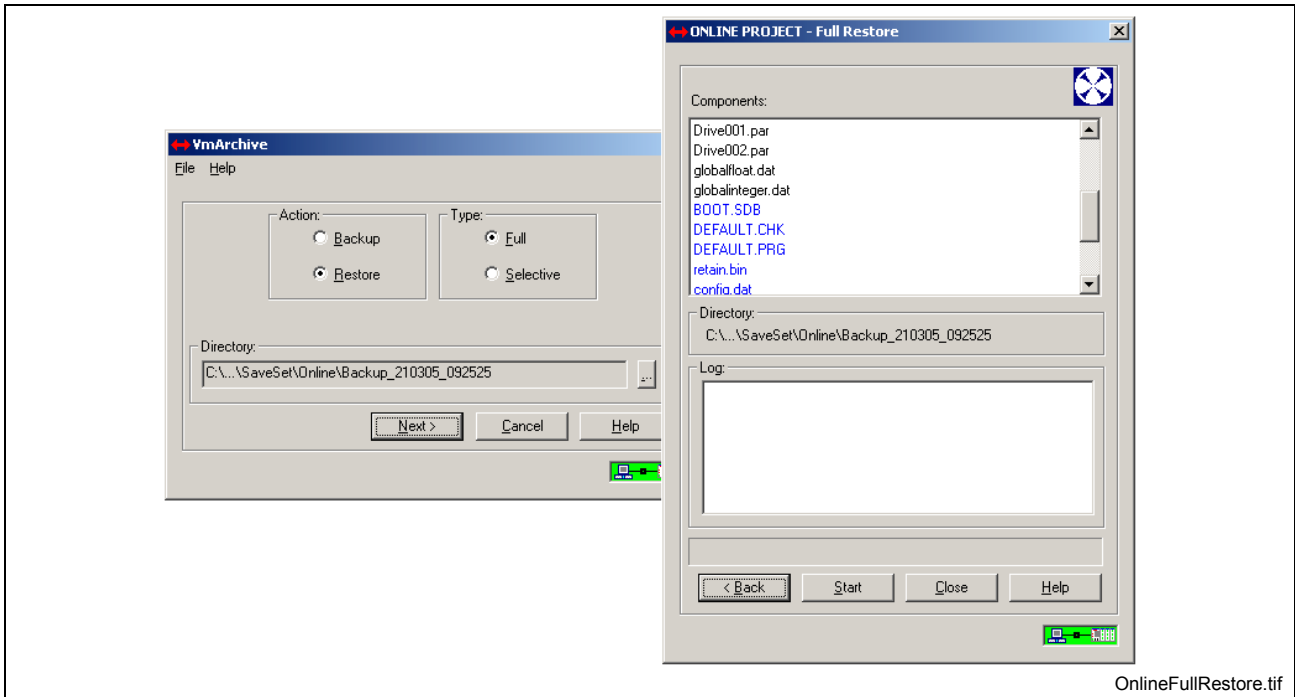 VmArchive
File Help
Action:
Backup
Restore
Type:
Full
Selective
Directory:
C:\...\SaveSet\Online\Backup_210305_092525
...
Next >
Cancel
Help
ONLINE PROJECT - Full Restore
Components:
Drive001.par
Drive002.par
globalfloat.dat
globalinteger.dat
BOOT.SDB
DEFAULT.CHK
DEFAULT.PRG
retain.bin
config.dat
Directory:
C:\...\SaveSet\Online\Backup_210305_092525
Log:
< Back
Start
Close
Help
OnlineFullRestore.tif